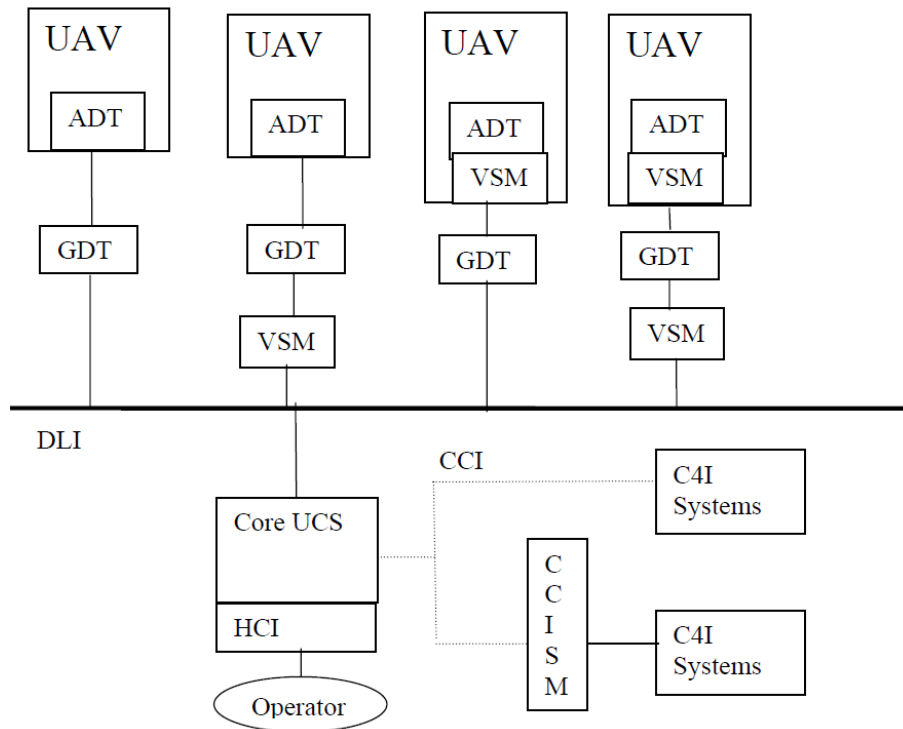 UAV
UAV
UAV
UAV
ADT
ADT
ADT
ADT
VSM
VSM
GDT
GDT
GDT
GDT
VSM
VSM
DLI
CCI
C4I
Systems
Core UCS
C
C
I
S
M
HCI
C4I
Systems
Operator